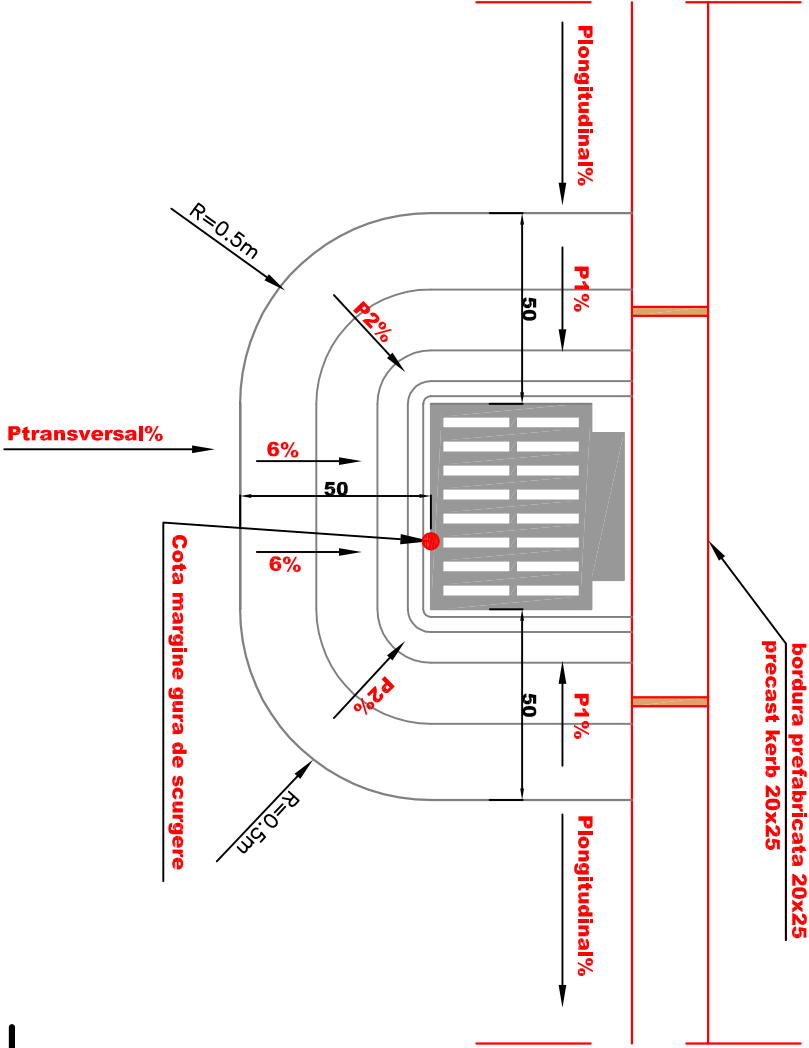 Plongitudinal%
R=0.5m
P1%
50
P2%
Ptransversal%
6%
50
6%
Cota margine gura de scurgere
P2%
50
P1%
R=0.5m
Plongitudinal%
bordura prefabricata 20x25
precast kerb 20x25